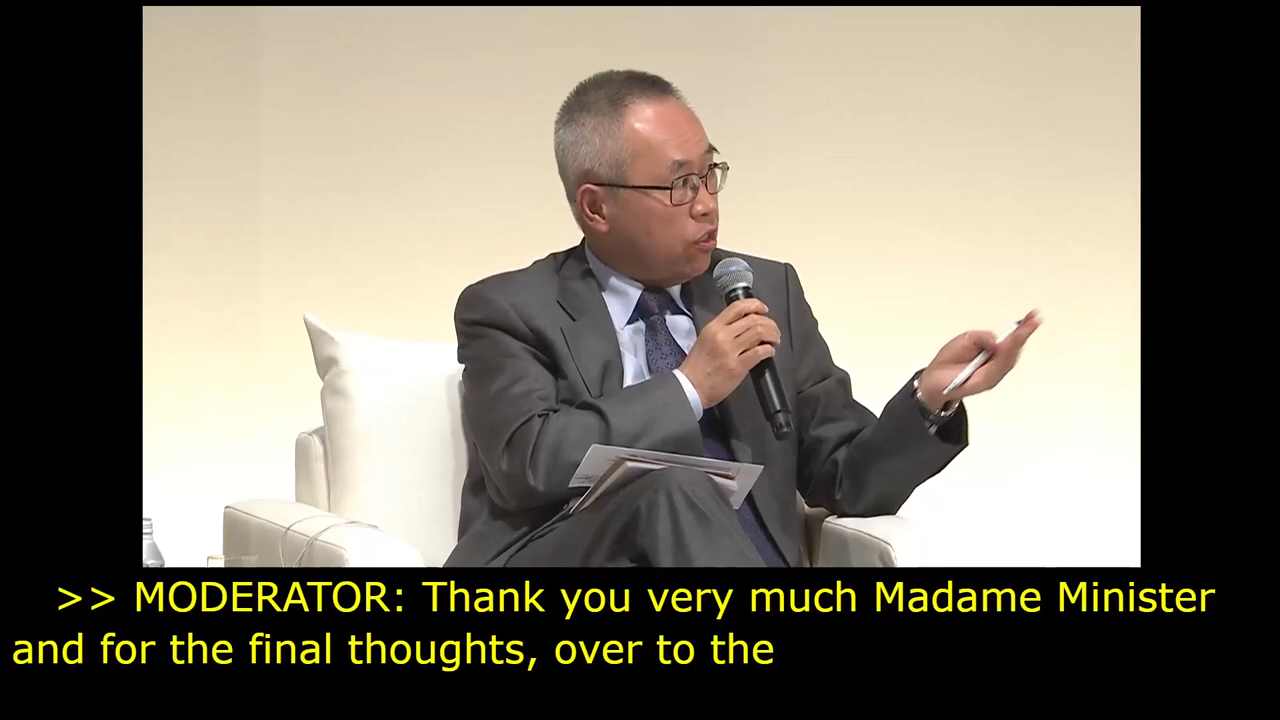 >> MODERATOR: Thank you very much Madame Minister
and for the final thoughts, over to the